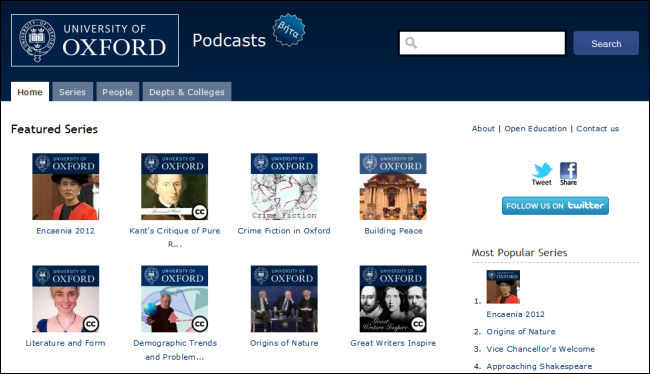 UNIVERSITY OF
OXFORD
Podcasts
βήτα
Search
Home
Series
People
Depts & Colleges
Featured Series
About | Open Education | Contact us
UNIVERSITY OF
OXFORD
UNIVERSITY OF
OXFORD
cc
UNIVERSITY OF
OXFORD
Crime Fiction
UNIVERSITY OF
OXFORD
Encaenia 2012
Kant's Critique of Pure
R...
Crime Fiction in Oxford
Building Peace
Tweet
Share
FOLLOW US ON twitter
Most Popular Series
UNIVERSITY OF
OXFORD
cc
UNIVERSITY OF
OXFORD
cc
UNIVERSITY OF
OXFORD
UNIVERSITY OF
OXFORD
Great
Writers Inspire
cc
Literature and Form
Demographic Trends
and Problem...
Origins of Nature
Great Writers Inspire
1.
OXFORD
Encaenia 2012
2. Origins of Nature
3. Vice Chancellor's Welcome
4. Approaching Shakespeare